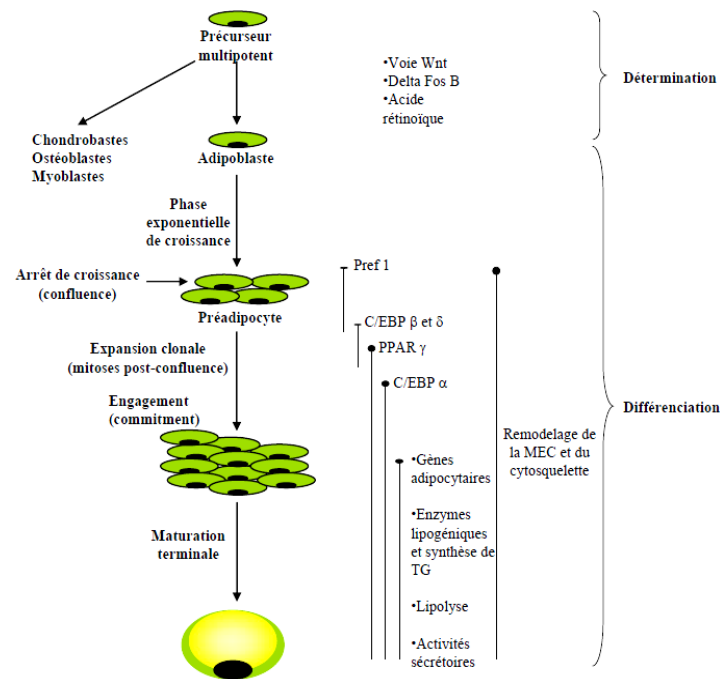 Précurseur
multipotent
•Voie Wnt
•Delta Fos B
•Acide
rétinoïque
Détermination
Chondrobastes
Ostéoblastes
Myoblastes
Adipoblaste
Phase
exponentielle
de croissance
Arrêt de croissance
(confluence)
Préadipocyte
Pref 1
C/EBP β et δ
PPAR γ
C/EBP α
Expansion clonale
(mitoses post-confluence)
Engagement
(commitment)
Différenciation
Remodelage de
la MEC et du
cytosquelette
•Gènes
adipocytaires
•Enzymes
lipogéniques
et synthèse de
TG
•Lipolyse
•Activités
sécrétoires
Maturation
terminale